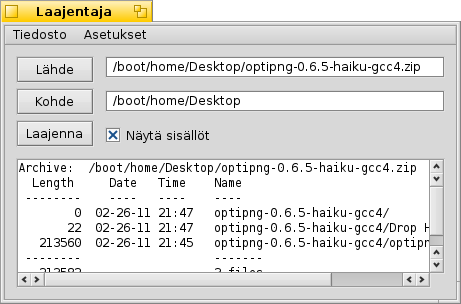 Laajentaja
Tiedosto Asetukset
Lähde /boot/home/Desktop/optipng-0.6.5-haiku-gcc4.zip
Kohde /boot/home/Desktop
Laajenna Näytä sisällöt
Archive: /boot/home/Desktop/optipng-0.6.5-haiku-gcc4.zip
Length Date Time Name
-------- ---- ---- ----
0 02-26-11 21:47 optipng-0.6.5-haiku-gcc4/
22 02-26-11 21:47 optipng-0.6.5-haiku-gcc4/Drop H
213560 02-26-11 21:45 optipng-0.6.5-haiku-gcc4/optipn
-------- -------
213582 3 files